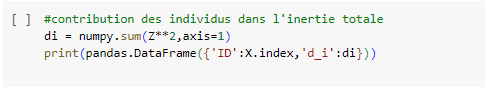 [ ] #contribution des individus dans l'inertie totale
di = numpy.sum(Z**2,axis=1)
print(pandas.DataFrame({'ID':X.index,'d_i':di}))